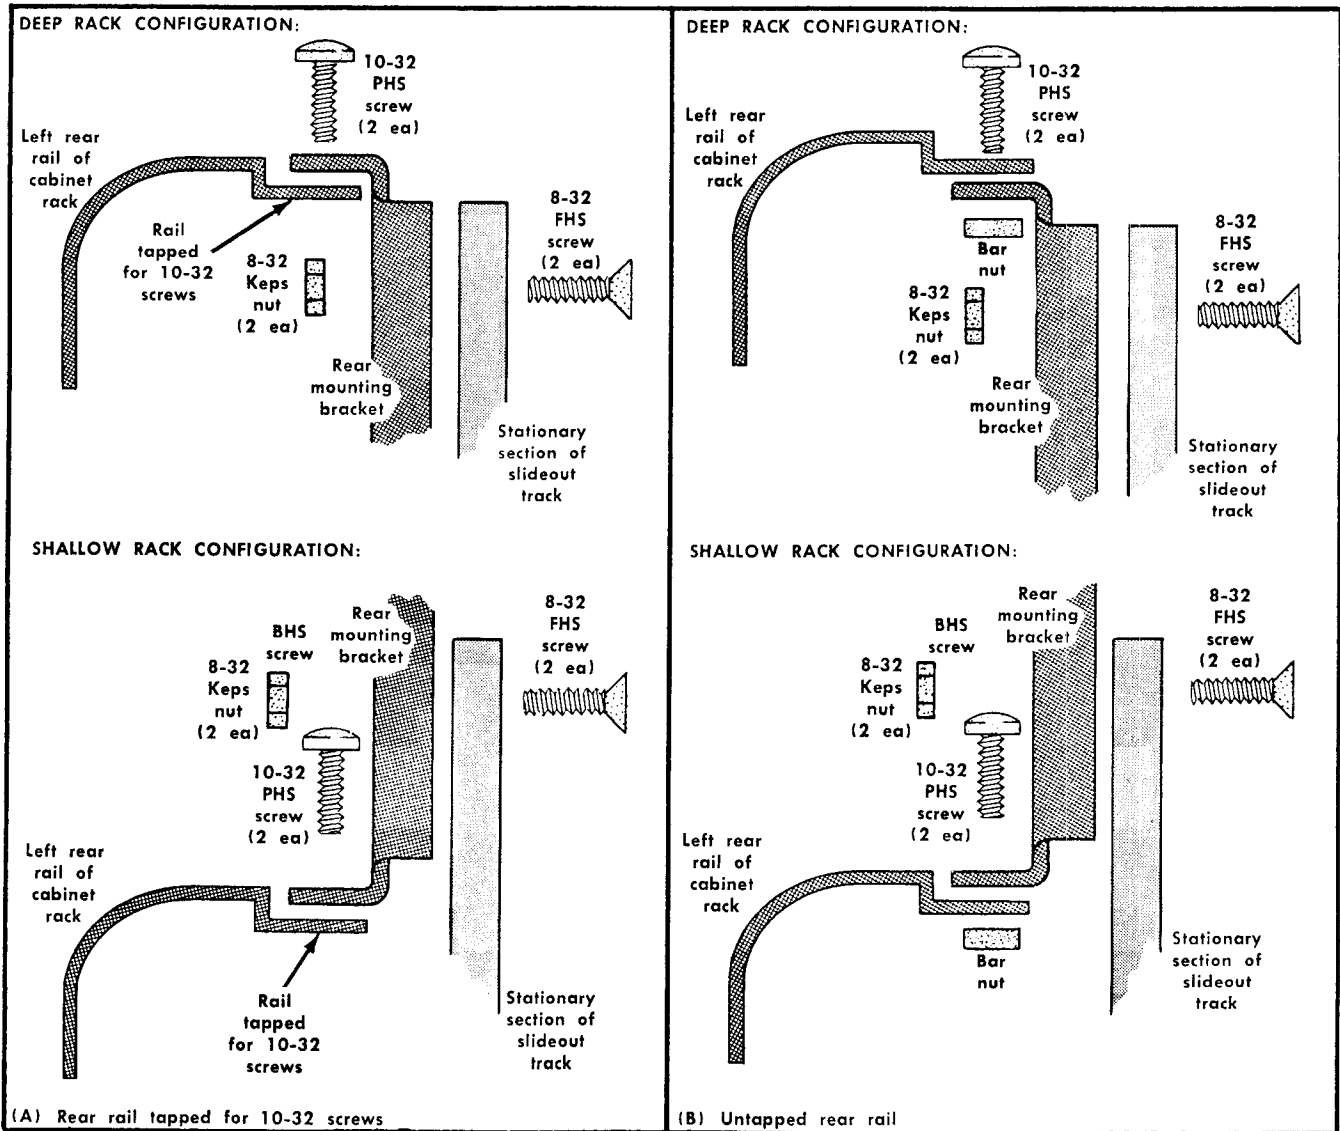 DEEP RACK CONFIGURATION:
10-32
PHS
screw
(2 ea)
Left rear
rail of
cabinet
rack
Rail
tapped
for 10-32
screws
8-32
Keps
nut
(2 ea)
8-32
FHS
screw
(2 ea)
Rear
mounting
bracket
Stationary
section of
slideout
track
SHALLOW RACK CONFIGURATION:
Rear
mounting
bracket
BHS
screw
8-32
Keps
nut
(2 ea)
8-32
FHS
screw
(2 ea)
10-32
PHS
screw
(2 ea)
Left rear
rail of
cabinet
rack
Rail
tapped
for 10-32
screws
Stationary
section of
slideout
track
(A) Rear rail tapped for 10-32 screws
DEEP RACK CONFIGURATION:
10-32
PHS
screw
(2 ea)
Left rear
rail of
cabinet
rack
Bar
nut
8-32
Keps
nut
(2 ea)
8-32
FHS
screw
(2 ea)
Rear
mounting
bracket
Stationary
section of
slideout
track
SHALLOW RACK CONFIGURATION:
Rear
mounting
bracket
BHS
screw
8-32
Keps
nut
(2 ea)
8-32
FHS
screw
(2 ea)
10-32
PHS
screw
(2 ea)
Left rear
rail of
cabinet
rack
Bar
nut
Stationary
section of
slideout
track
(B) Untapped rear rail